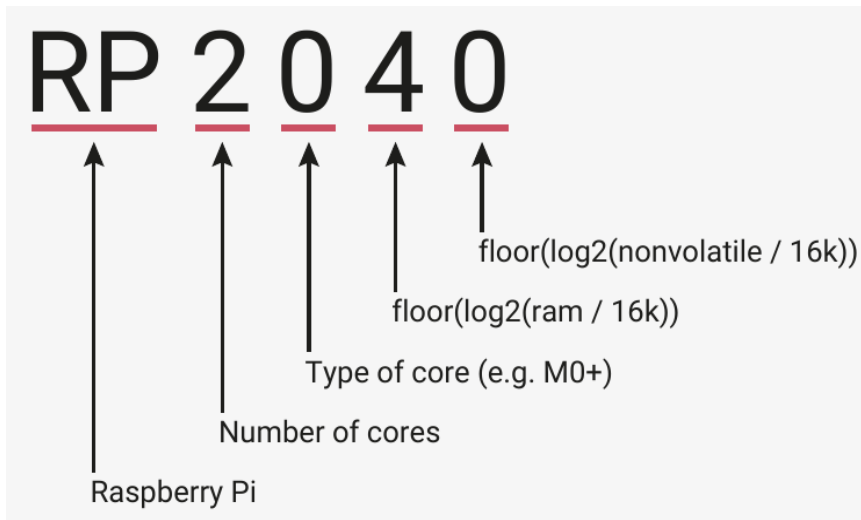 RP 2 0 4 0
floor(log2(nonvolatile / 16k))
floor(log2(ram / 16k))
Type of core (e.g. M0+)
Number of cores
Raspberry Pi